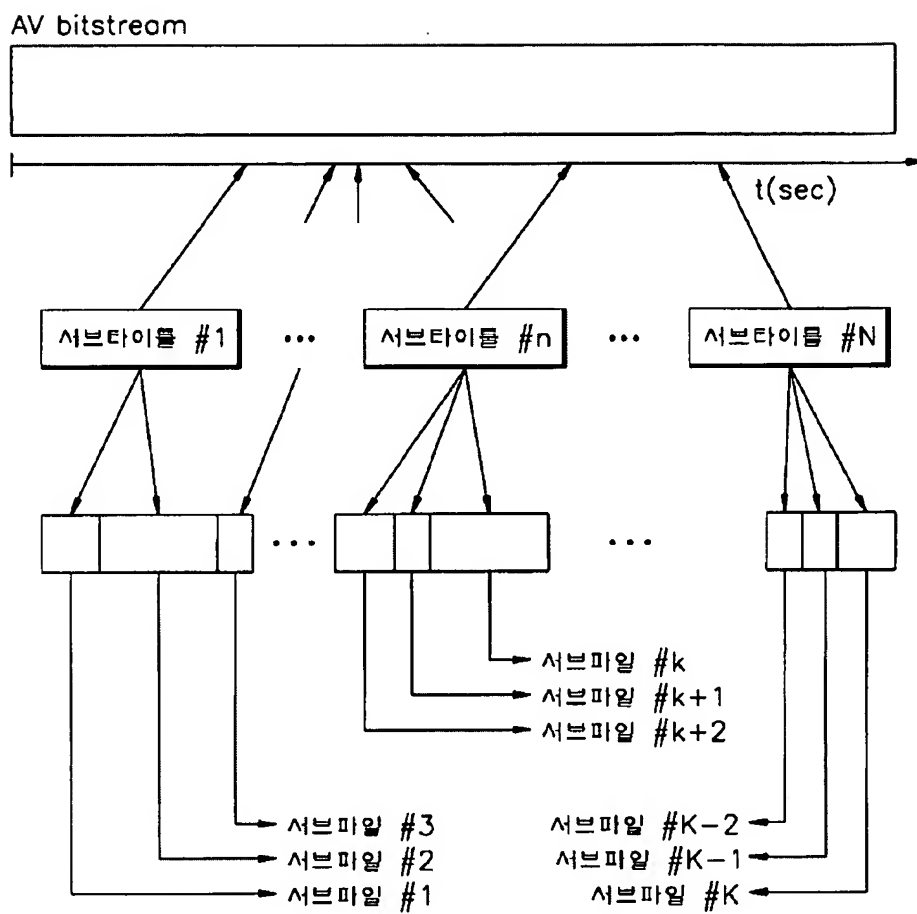 AV bitstream
t(sec)
서브타이틀 #1 ... 서브타이틀 #n ... 서브타이틀 #N
... ...
서브파일 #k
서브파일 #k+1
서브파일 #k+2
서브파일 #3 서브파일 #K-2
서브파일 #2 서브파일 #K-1
서브파일 #1 서브파일 #K